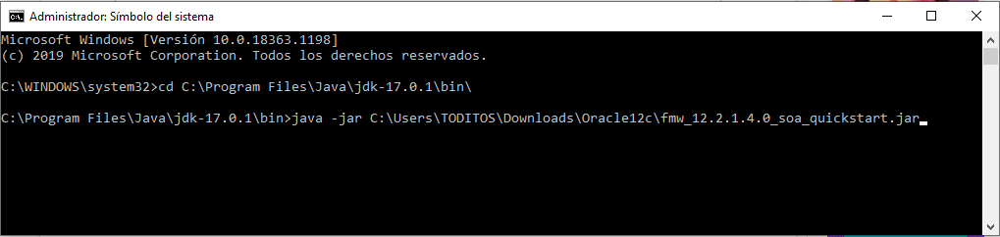 Administrador: Símbolo del sistema
Microsoft Windows [Versión 10.0.18363.1198]
(c) 2019 Microsoft Corporation. Todos los derechos reservados.
C:\WINDOWS\system32>cd C:\Program Files\Java\jdk-17.0.1\bin\
C:\Program Files\Java\jdk-17.0.1\bin>java -jar C:\Users\TODITOS\Downloads\Oracle12c\fmw_12.2.1.4.0_soa_quickstart.jar